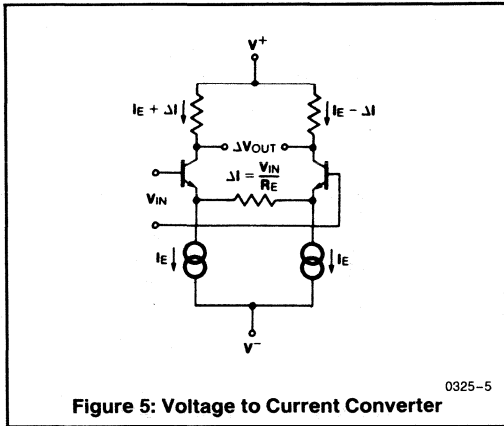 V+
IE + ΔI
IE − ΔI
ΔVOUT
ΔI = VIN
RE
VIN
IE
IE
V−
0325–5
Figure 5: Voltage to Current Converter